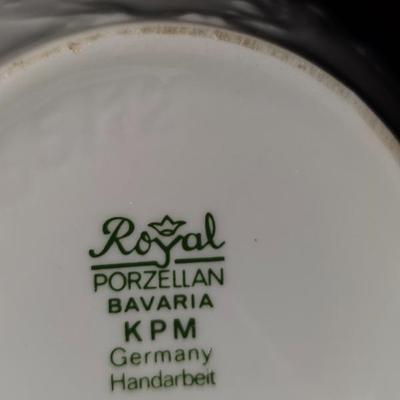 Royal
PORZELLAN
BAVARIA
KPM
Germany
Handarbeit